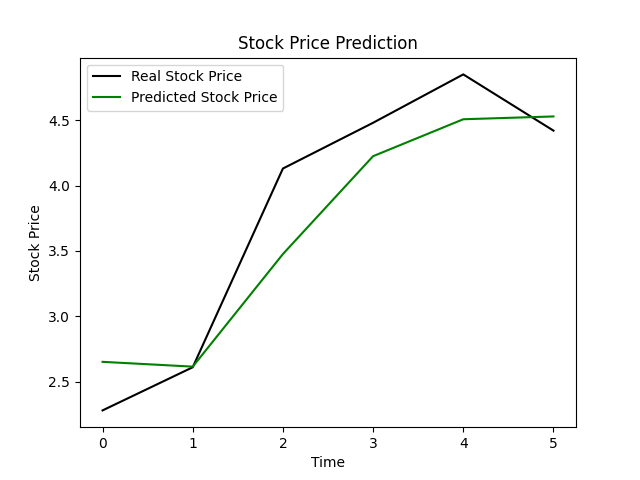 Stock Price Prediction
Real Stock Price
Predicted Stock Price
Stock Price
4.5
4.0
3.5
3.0
2.5
0 1 2 3 4 5
Time